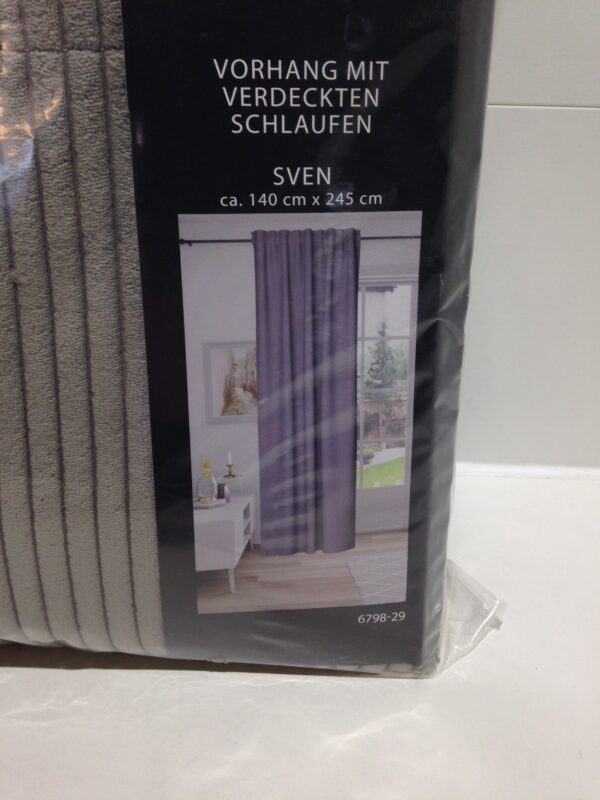 VORHANG MIT
VERDECKTEN
SCHLAUFEN
SVEN
ca. 140 cm x 245 cm
6798-29